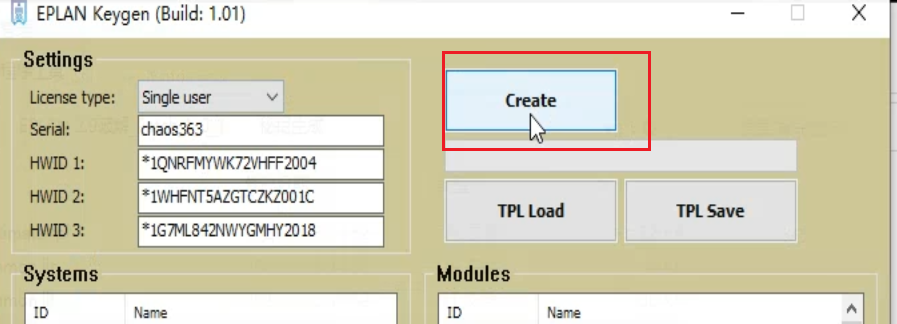 EPLAN Keygen (Build: 1.01)
Settings
License type: Single user
Serial: chaos363
HWID 1: *1QNRFMYWK72VHFF2004
HWID 2: *1WHFNT5AZGTCZKZ001C
HWID 3: *1G7ML842NWYGMHY2018
Create
TPL Load TPL Save
Systems
ID Name
Modules
ID Name